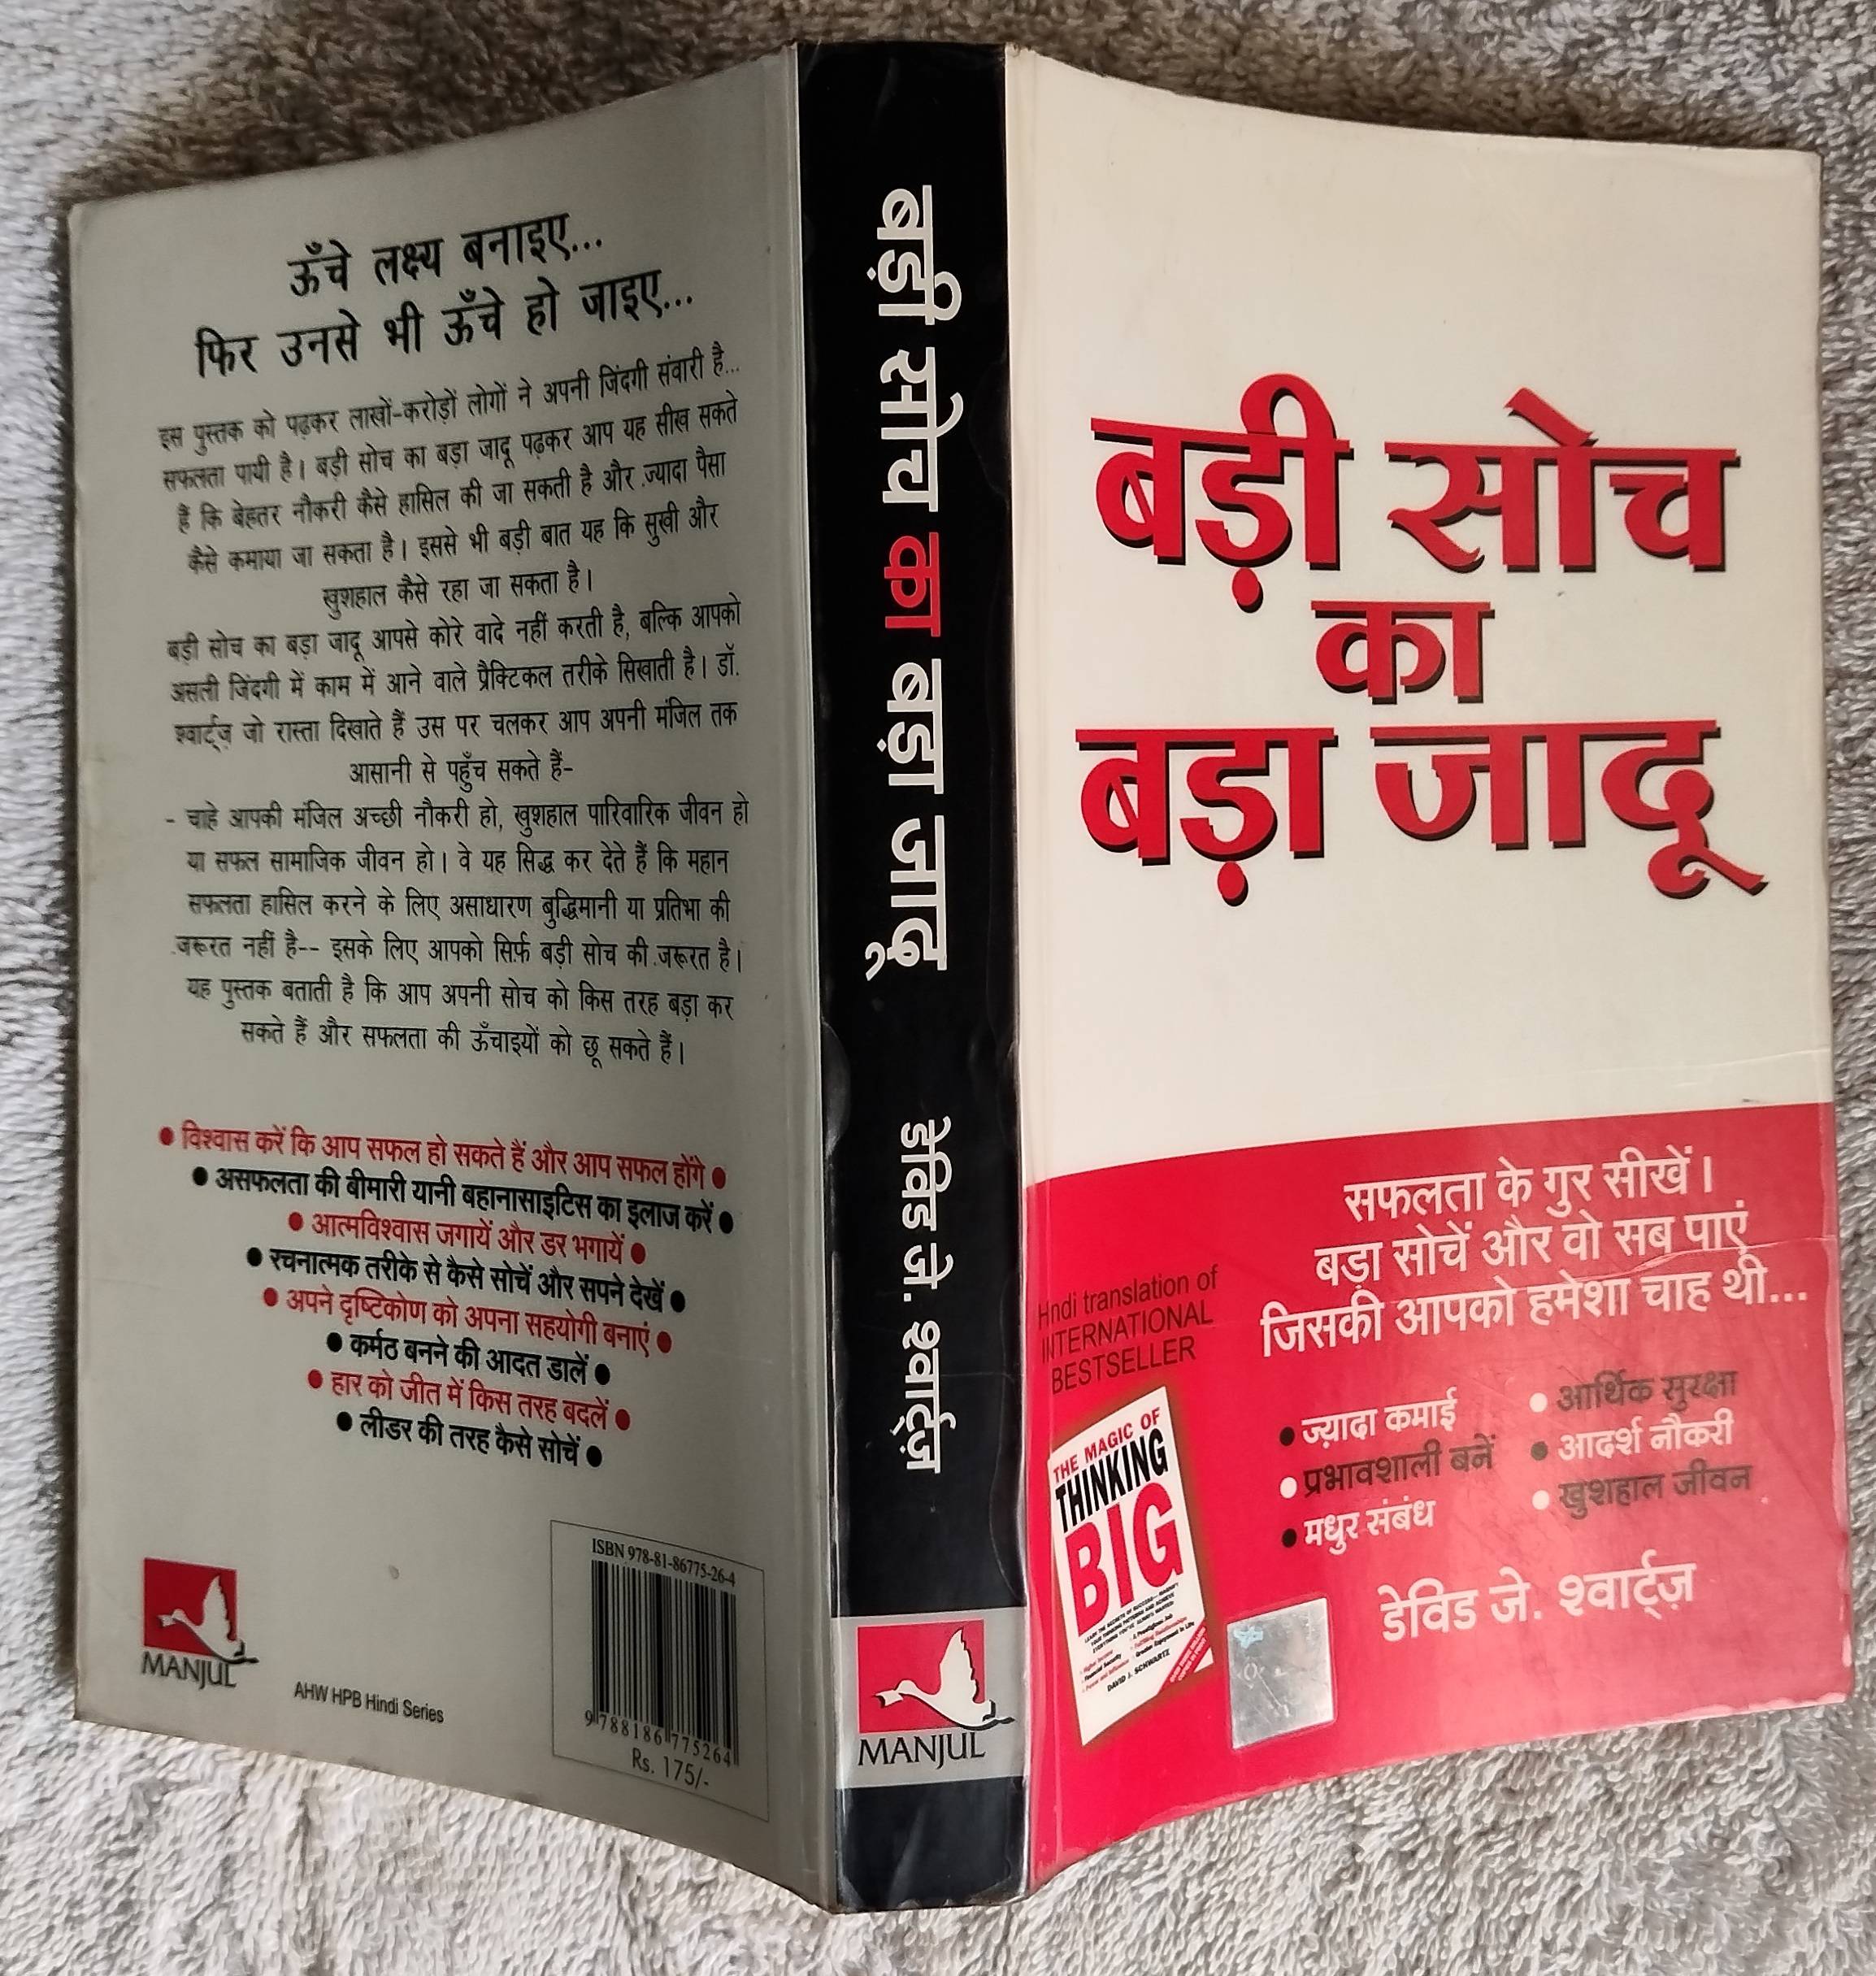 ऊँचे लक्ष्य बनाइए...
फिर उनसे भी ऊँचे हो जाइए...
इस पुस्तक को पढ़कर लाखों-करोड़ों लोगों ने अपनी जिंदगी संवारी है...
सफलता पायी है। बड़ी सोच का बड़ा जादू पढ़कर आप यह सीख सकते
हैं कि बेहतर नौकरी कैसे हासिल की जा सकती है और ज़्यादा पैसा
कैसे कमाया जा सकता है। इससे भी बड़ी बात यह कि सुखी और
खुशहाल कैसे रहा जा सकता है।
बड़ी सोच का बड़ा जादू आपसे कोरे वादे नहीं करती है, बल्कि आपको
असली जिंदगी में काम में आने वाले प्रैक्टिकल तरीके सिखाती है। डॉ.
श्वार्ट्ज़ जो रास्ता दिखाते हैं उस पर चलकर आप अपनी मंजिल तक
आसानी से पहुँच सकते हैं-
- चाहे आपकी मंजिल अच्छी नौकरी हो, खुशहाल पारिवारिक जीवन हो
या सफल सामाजिक जीवन हो। वे यह सिद्ध कर देते हैं कि महान
सफलता हासिल करने के लिए असाधारण बुद्धिमानी या प्रतिभा की
ज़रूरत नहीं है-- इसके लिए आपको सिर्फ़ बड़ी सोच की ज़रूरत है।
यह पुस्तक बताती है कि आप अपनी सोच को किस तरह बड़ा कर
सकते हैं और सफलता की ऊँचाइयों को छू सकते हैं।
● विश्वास करें कि आप सफल हो सकते हैं और आप सफल होंगे ●
● असफलता की बीमारी यानी बहानासाइटिस का इलाज करें ●
● आत्मविश्वास जगायें और डर भगायें ●
● रचनात्मक तरीके से कैसे सोचें और सपने देखें ●
● अपने दृष्टिकोण को अपना सहयोगी बनाएं ●
● कर्मठ बनने की आदत डालें ●
● हार को जीत में किस तरह बदलें ●
● लीडर की तरह कैसे सोचें ●
MANJUL
AHW HPB Hindi Series
ISBN 978-81-86775-26-4
9 788186 775264
Rs. 175/-
बड़ी सोच का बड़ा जादू
डेविड जे. श्वार्ट्ज़
MANJUL
बड़ी सोच
का
बड़ा जादू
सफलता के गुर सीखें।
बड़ा सोचें और वो सब पाएं
जिसकी आपको हमेशा चाह थी...
Hndi translation of
INTERNATIONAL
BESTSELLER
THE MAGIC OF
THINKING
BIG
DAVID J. SCHWARTZ
● ज़्यादा कमाई
● प्रभावशाली बनें
● मधुर संबंध
● आर्थिक सुरक्षा
● आदर्श नौकरी
● खुशहाल जीवन
डेविड जे. श्वार्ट्ज़